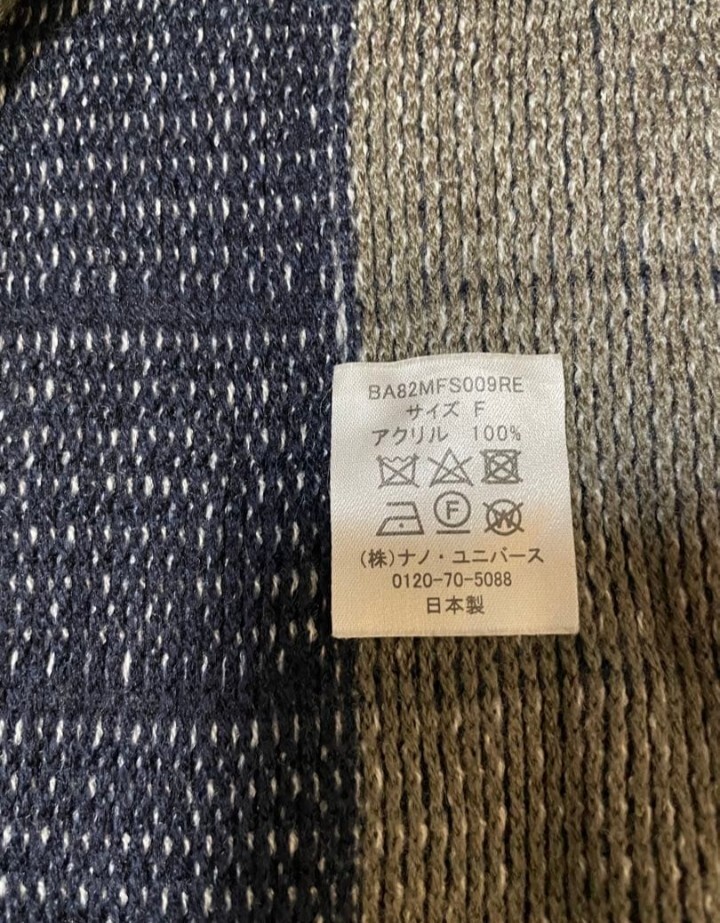 BA82MFS009RE
サイズ F
アクリル 100%
F W
(株)ナノ・ユニバース
0120-70-5088
日本製